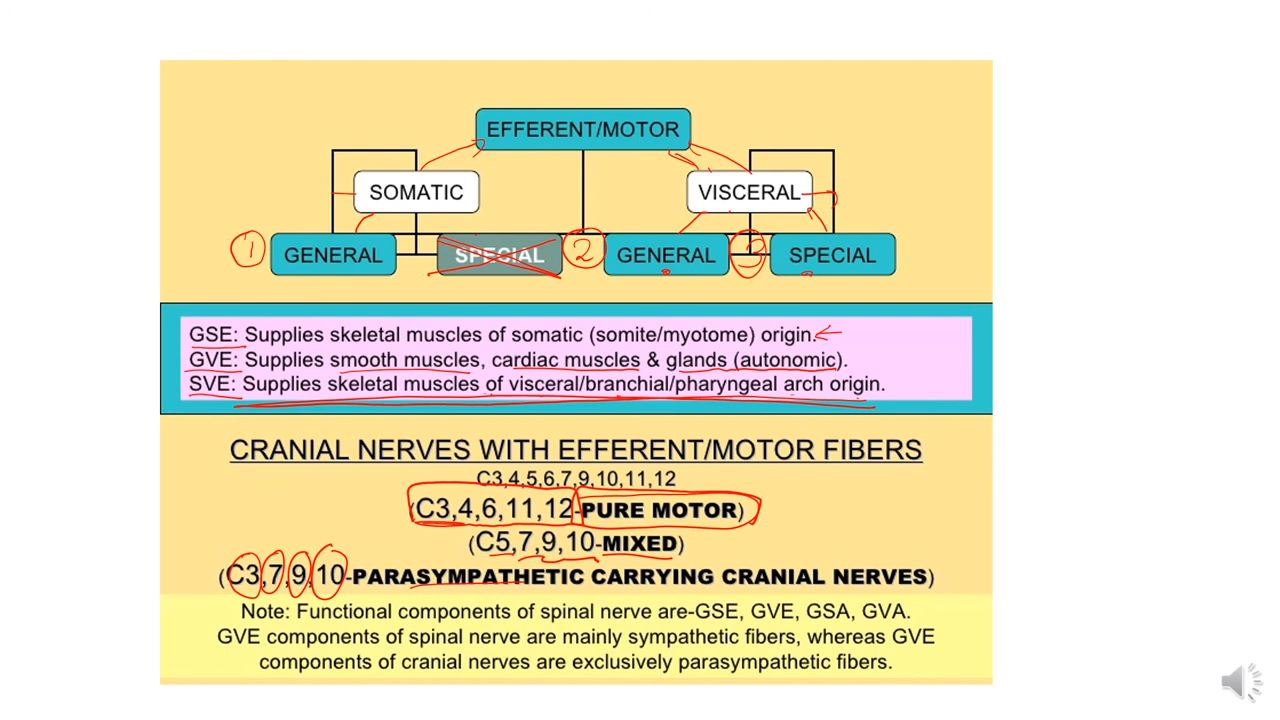 EFFERENT/MOTOR
SOMATIC
VISCERAL
1
GENERAL
SPECIAL
2
GENERAL
3
SPECIAL
GSE: Supplies skeletal muscles of somatic (somite/myotome) origin.
GVE: Supplies smooth muscles, cardiac muscles & glands (autonomic).
SVE: Supplies skeletal muscles of visceral/branchial/pharyngeal arch origin.
CRANIAL NERVES WITH EFFERENT/MOTOR FIBERS
C3,4,5,6,7,9,10,11,12
(C3,4,6,11,12-PURE MOTOR)
(C5,7,9,10-MIXED)
(C3,7,9,10-PARASYMPATHETIC CARRYING CRANIAL NERVES)
Note: Functional components of spinal nerve are-GSE, GVE, GSA, GVA.
GVE components of spinal nerve are mainly sympathetic fibers, whereas GVE
components of cranial nerves are exclusively parasympathetic fibers.